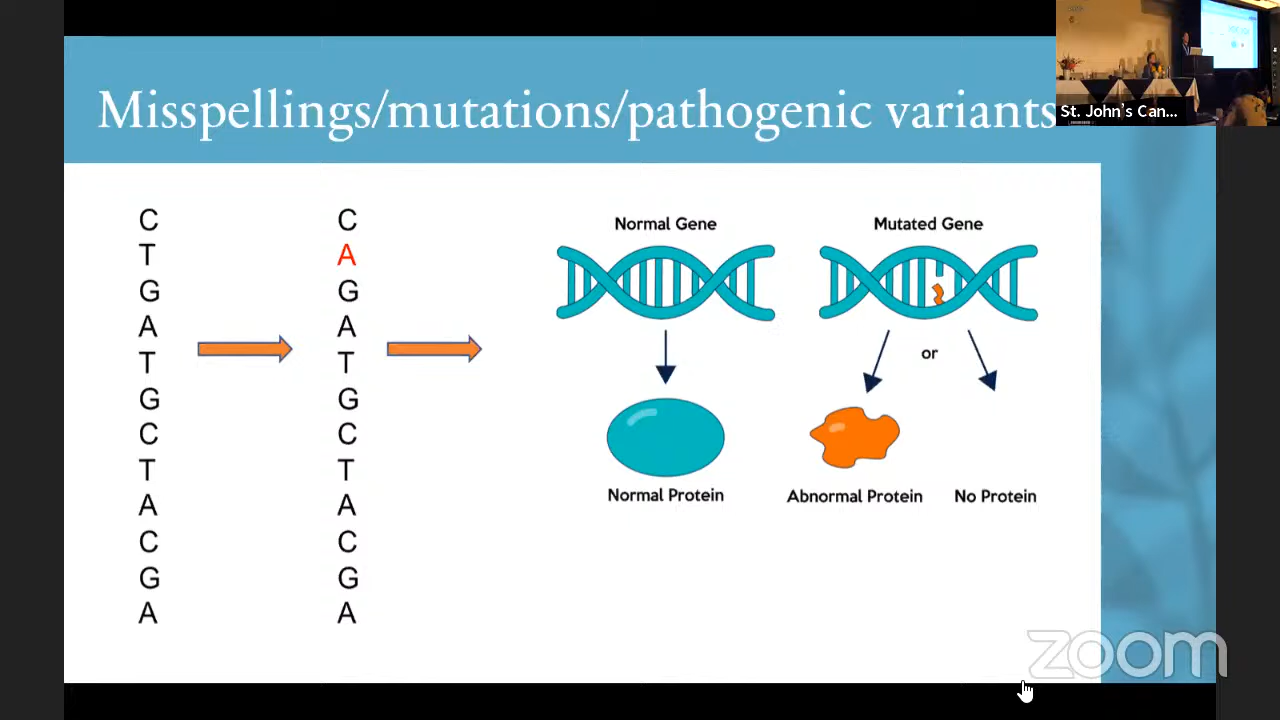 Misspellings/mutations/pathogenic variants
St. John's Can...
C
T
G
A
T
G
C
T
A
C
G
A
C
A
G
A
T
G
C
T
A
C
G
A
Normal Gene
Mutated Gene
or
Normal Protein
Abnormal Protein
No Protein
zoom